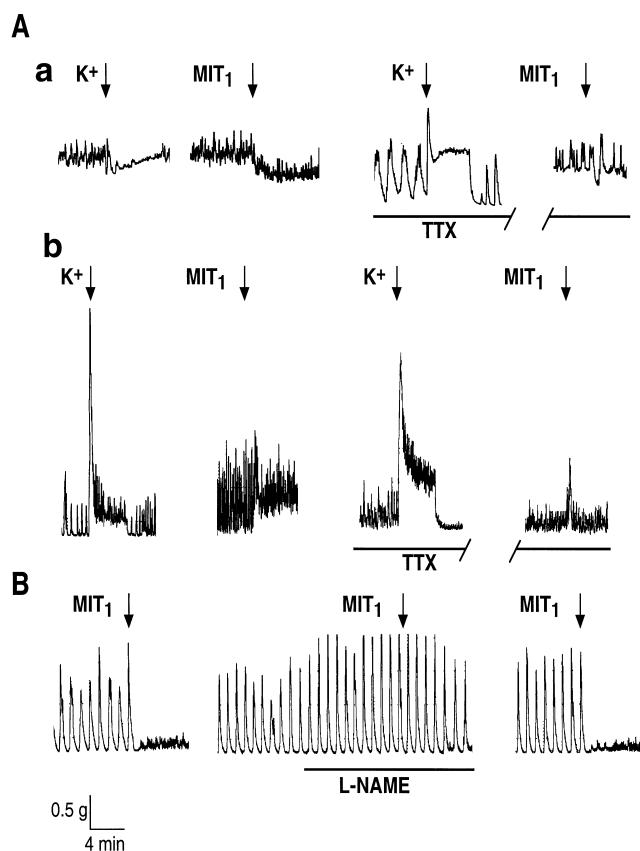 A
a
K+ MIT1 K+ MIT1
TTX
b
K+ MIT1 K+ MIT1
TTX
B
MIT1 MIT1 MIT1
L-NAME
0.5 g
4 min